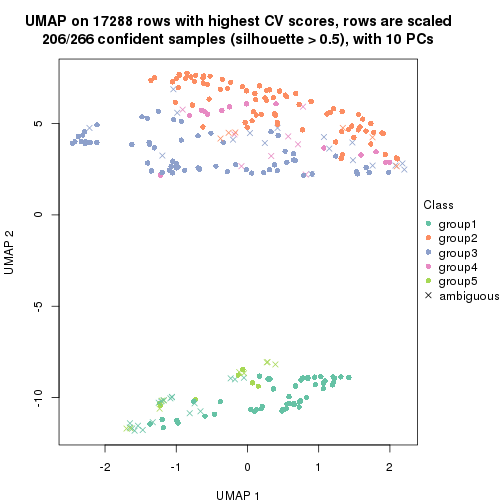 UMAP on 17288 rows with highest CV scores, rows are scaled
206/266 confident samples (silhouette > 0.5), with 10 PCs
5
0
-5
-10
UMAP 2
-2
-1
0
1
2
UMAP 1
Class
group1
group2
group3
group4
group5
ambiguous